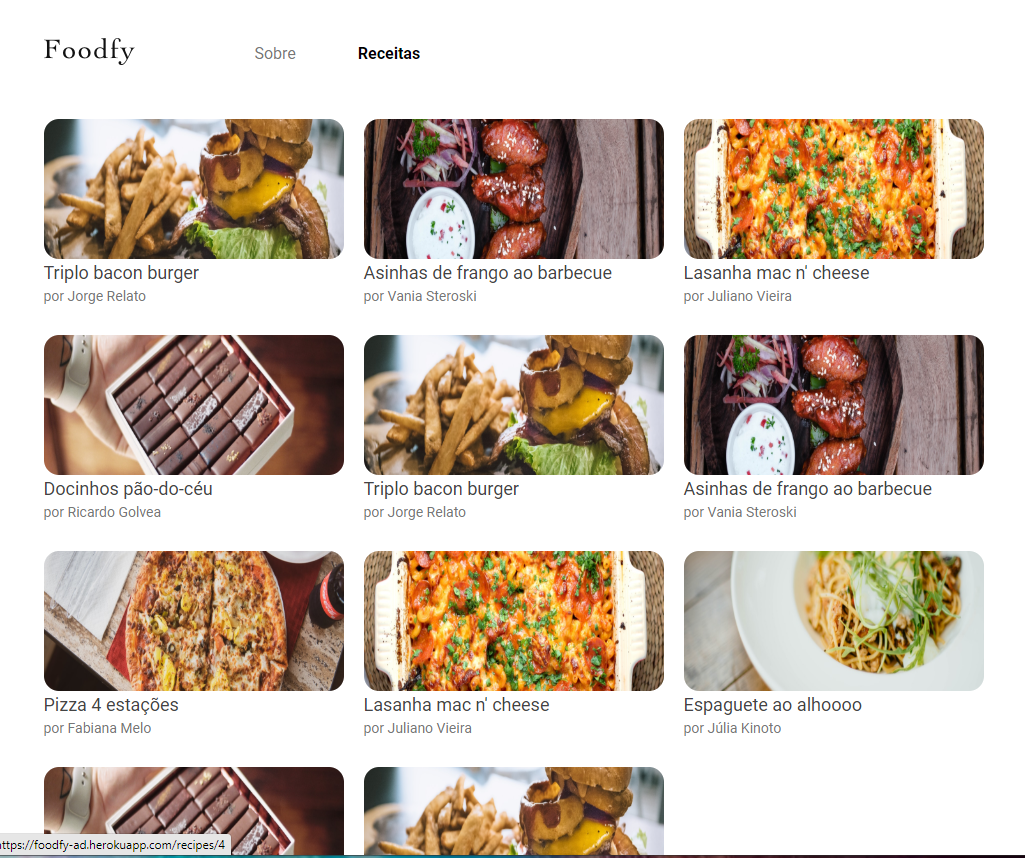 Foodfy
Sobre
Receitas
Triplo bacon burger
por Jorge Relato
Asinhas de frango ao barbecue
por Vania Steroski
Lasanha mac n' cheese
por Juliano Vieira
Docinhos pão-do-céu
por Ricardo Golvea
Triplo bacon burger
por Jorge Relato
Asinhas de frango ao barbecue
por Vania Steroski
Pizza 4 estações
por Fabiana Melo
Lasanha mac n' cheese
por Juliano Vieira
Espaguete ao alhoooo
por Júlia Kinoto
https://foodfy-ad.herokuapp.com/recipes/4